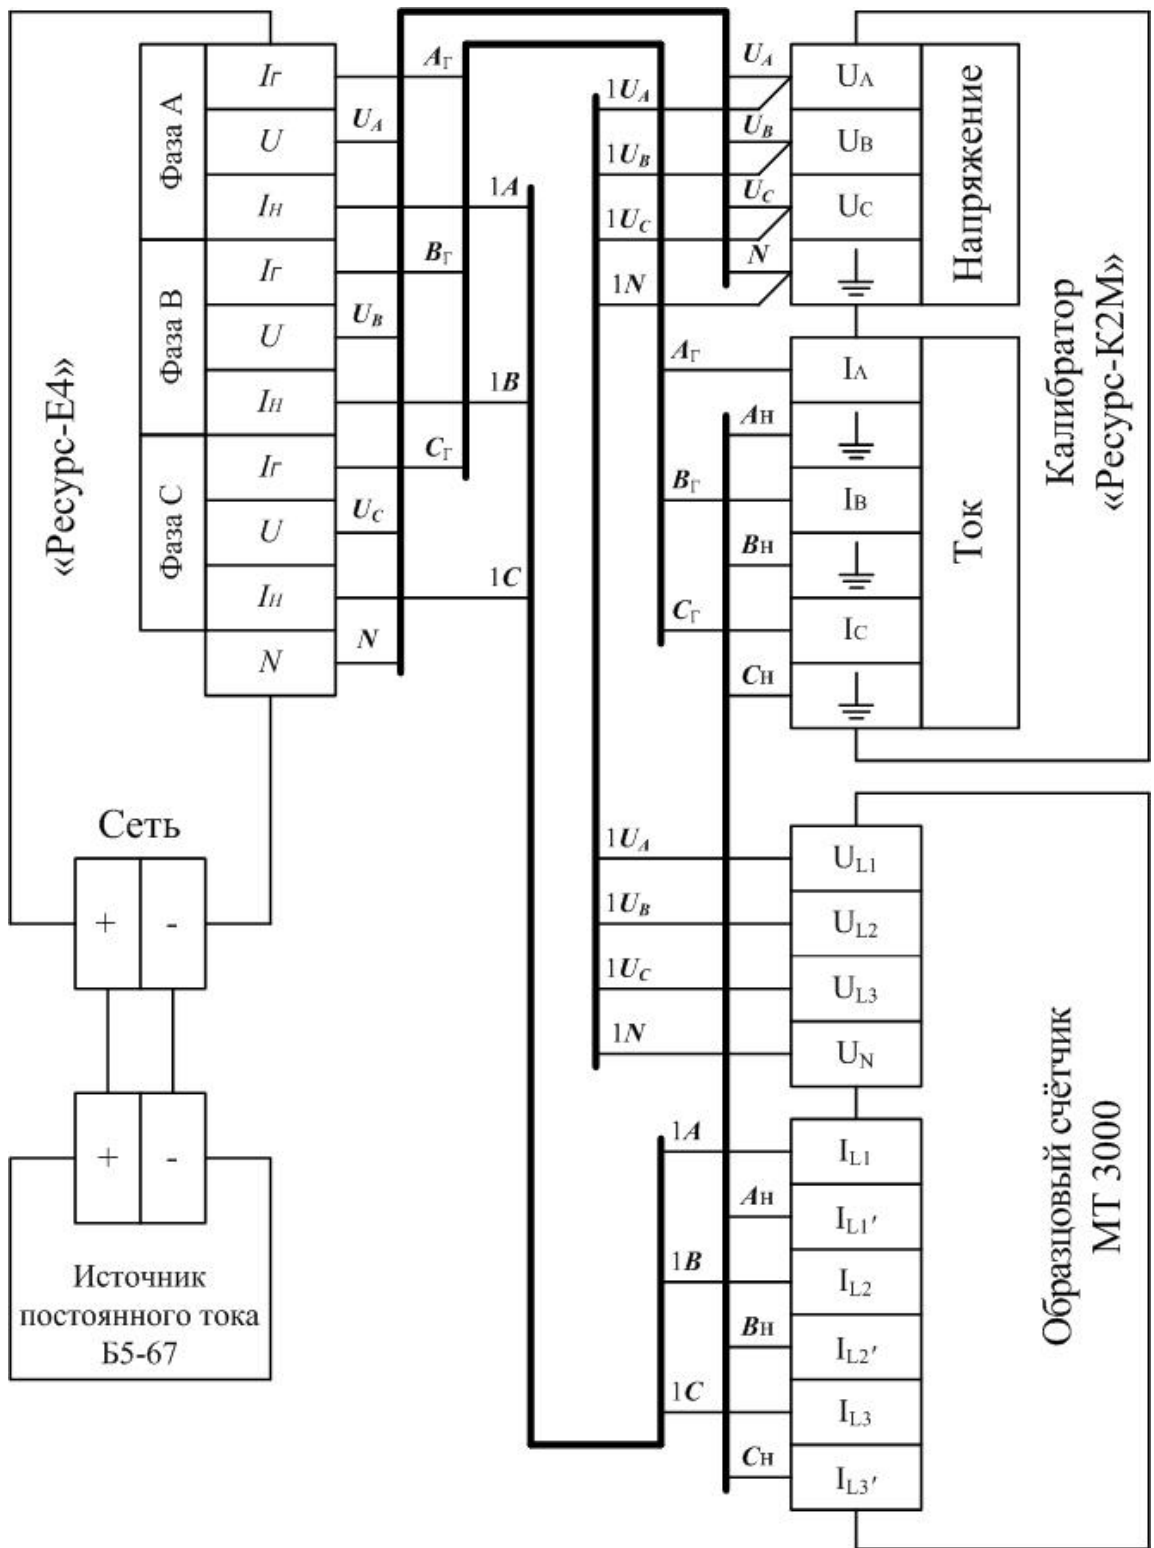 «Ресурс-Е4»
Фаза A
Фаза B
Фаза C
Iг
U
Iн
Iг
U
Iн
Iг
U
Iн
N
Aг
UA
1A
Bг
UB
1B
Cг
UC
1C
N
Сеть
+ -
+ -
Источник
постоянного тока
Б5-67
UA
1UA
UB
1UB
UC
1UC
N
1N
UA
UB
UC
Напряжение
Aг
Aн
Bг
Bн
Cг
Cн
IA
IB
IC
Ток
Калибратор
«Ресурс-К2М»
1UA
1UB
1UC
1N
UL1
UL2
UL3
UN
1A
Aн
1B
Bн
1C
Cн
IL1
IL1′
IL2
IL2′
IL3
IL3′
Образцовый счётчик
МТ 3000